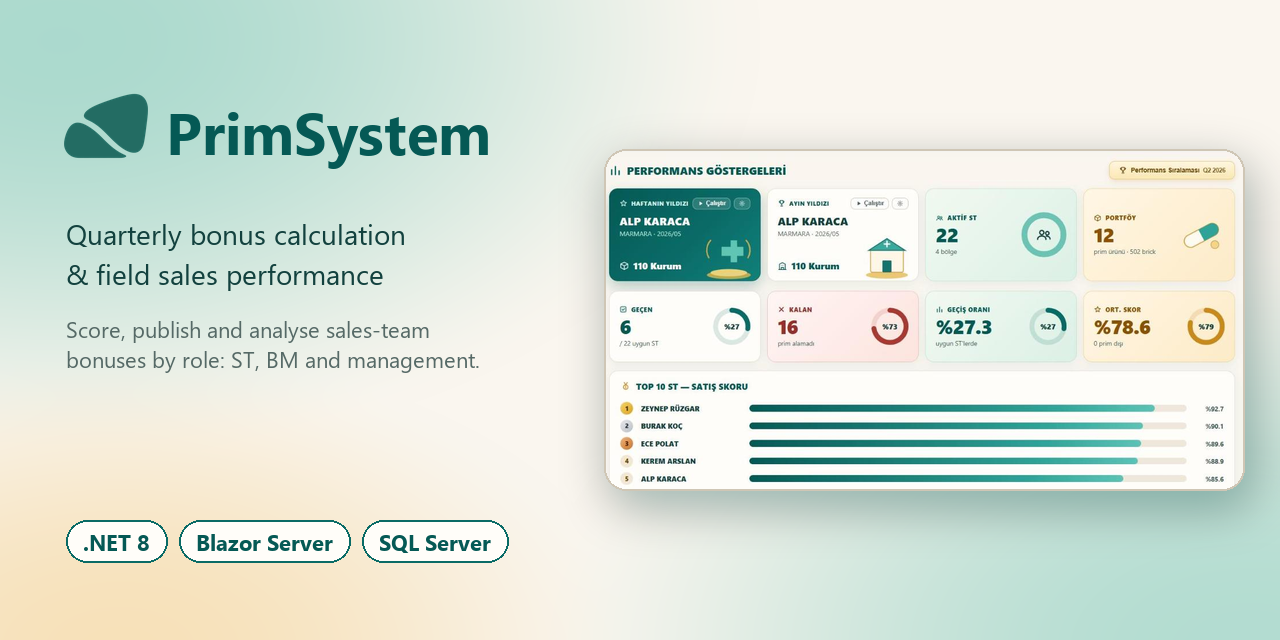 PrimSystem
Quarterly bonus calculation
& field sales performance
Score, publish and analyse sales-team
bonuses by role: ST, BM and management.
.NET 8
Blazor Server
SQL Server
PERFORMANS GÖSTERGELERİ
Performans Sıralaması Q2 2026
HAFTANIN YILDIZI
Çalıştır
ALP KARACA
MARMARA · 2026/05
110 Kurum
AYIN YILDIZI
Çalıştır
ALP KARACA
MARMARA · 2026/05
110 Kurum
AKTİF ST
22
4 bölge
PORTFÖY
12
prim ürünü · 502 brick
GEÇEN
6
/ 22 uygun ST
%27
KALAN
16
prim alamadı
%73
GEÇİŞ ORANI
%27.3
uygun ST'lerde
%27
ORT. SKOR
%78.6
0 prim dışı
%79
TOP 10 ST — SATIŞ SKORU
1 ZEYNEP RÜZGAR %92.7
2 BURAK KOÇ %90.1
3 ECE POLAT %89.6
4 KEREM ARSLAN %88.9
5 ALP KARACA %85.6